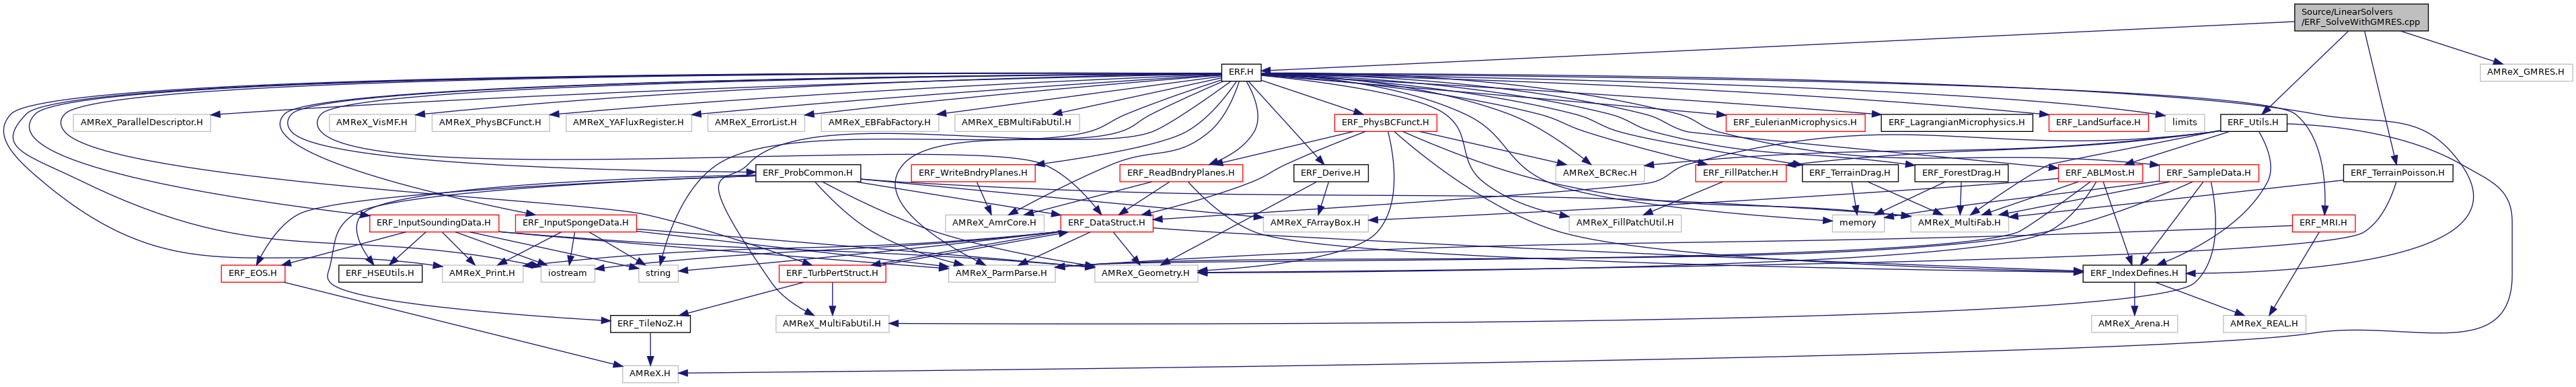 Source/LinearSolvers
/ERF_SolveWithGMRES.cpp
ERF.H
AMReX_GMRES.H
AMReX_ParallelDescriptor.H
AMReX_VisMF.H
AMReX_PhysBCFunct.H
AMReX_YAFluxRegister.H
AMReX_ErrorList.H
AMReX_EBFabFactory.H
AMReX_EBMultiFabUtil.H
ERF_PhysBCFunct.H
ERF_EulerianMicrophysics.H
ERF_LagrangianMicrophysics.H
ERF_LandSurface.H
limits
ERF_Utils.H
ERF_ProbCommon.H
ERF_WriteBndryPlanes.H
ERF_ReadBndryPlanes.H
ERF_Derive.H
AMReX_BCRec.H
ERF_FillPatcher.H
ERF_TerrainDrag.H
ERF_ForestDrag.H
ERF_ABLMost.H
ERF_SampleData.H
ERF_TerrainPoisson.H
ERF_InputSoundingData.H
ERF_InputSpongeData.H
AMReX_AmrCore.H
ERF_DataStruct.H
AMReX_FArrayBox.H
AMReX_FillPatchUtil.H
memory
AMReX_MultiFab.H
ERF_MRI.H
ERF_EOS.H
ERF_HSEUtils.H
AMReX_Print.H
iostream
string
ERF_TurbPertStruct.H
AMReX_ParmParse.H
AMReX_Geometry.H
ERF_IndexDefines.H
ERF_TileNoZ.H
AMReX_MultiFabUtil.H
AMReX_Arena.H
AMReX_REAL.H
AMReX.H